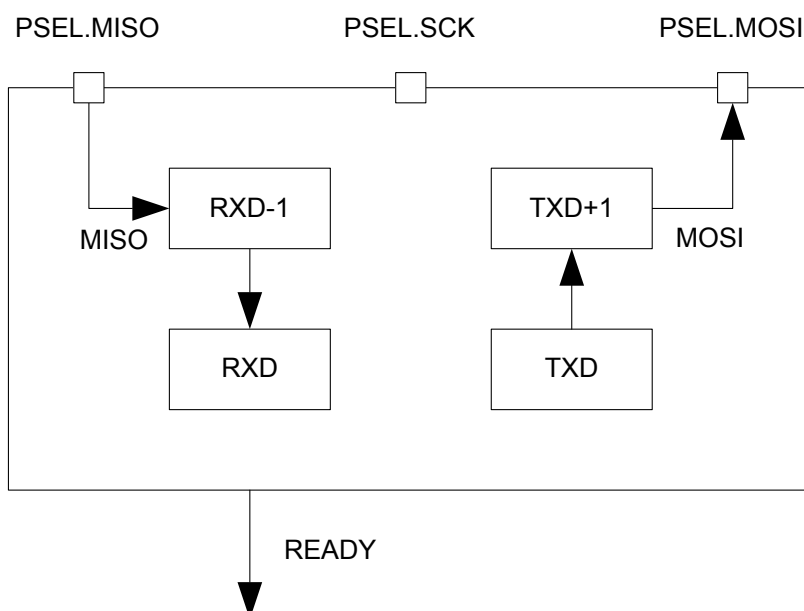 PSEL.MISO PSEL.SCK PSEL.MOSI
RXD-1 TXD+1
MISO MOSI
RXD TXD
READY